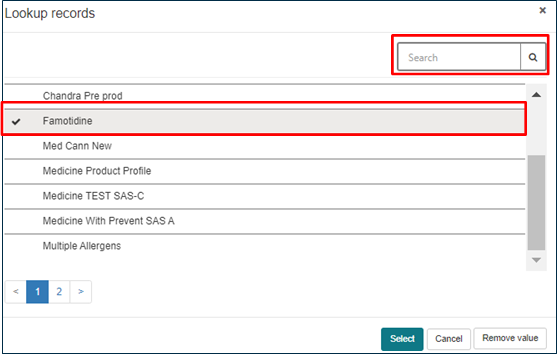 Lookup records
×
Search
Chandra Pre prod
Famotidine
Med Cann New
Medicine Product Profile
Medicine TEST SAS-C
Medicine With Prevent SAS A
Multiple Allergens
< 1 2 >
Select Cancel Remove value